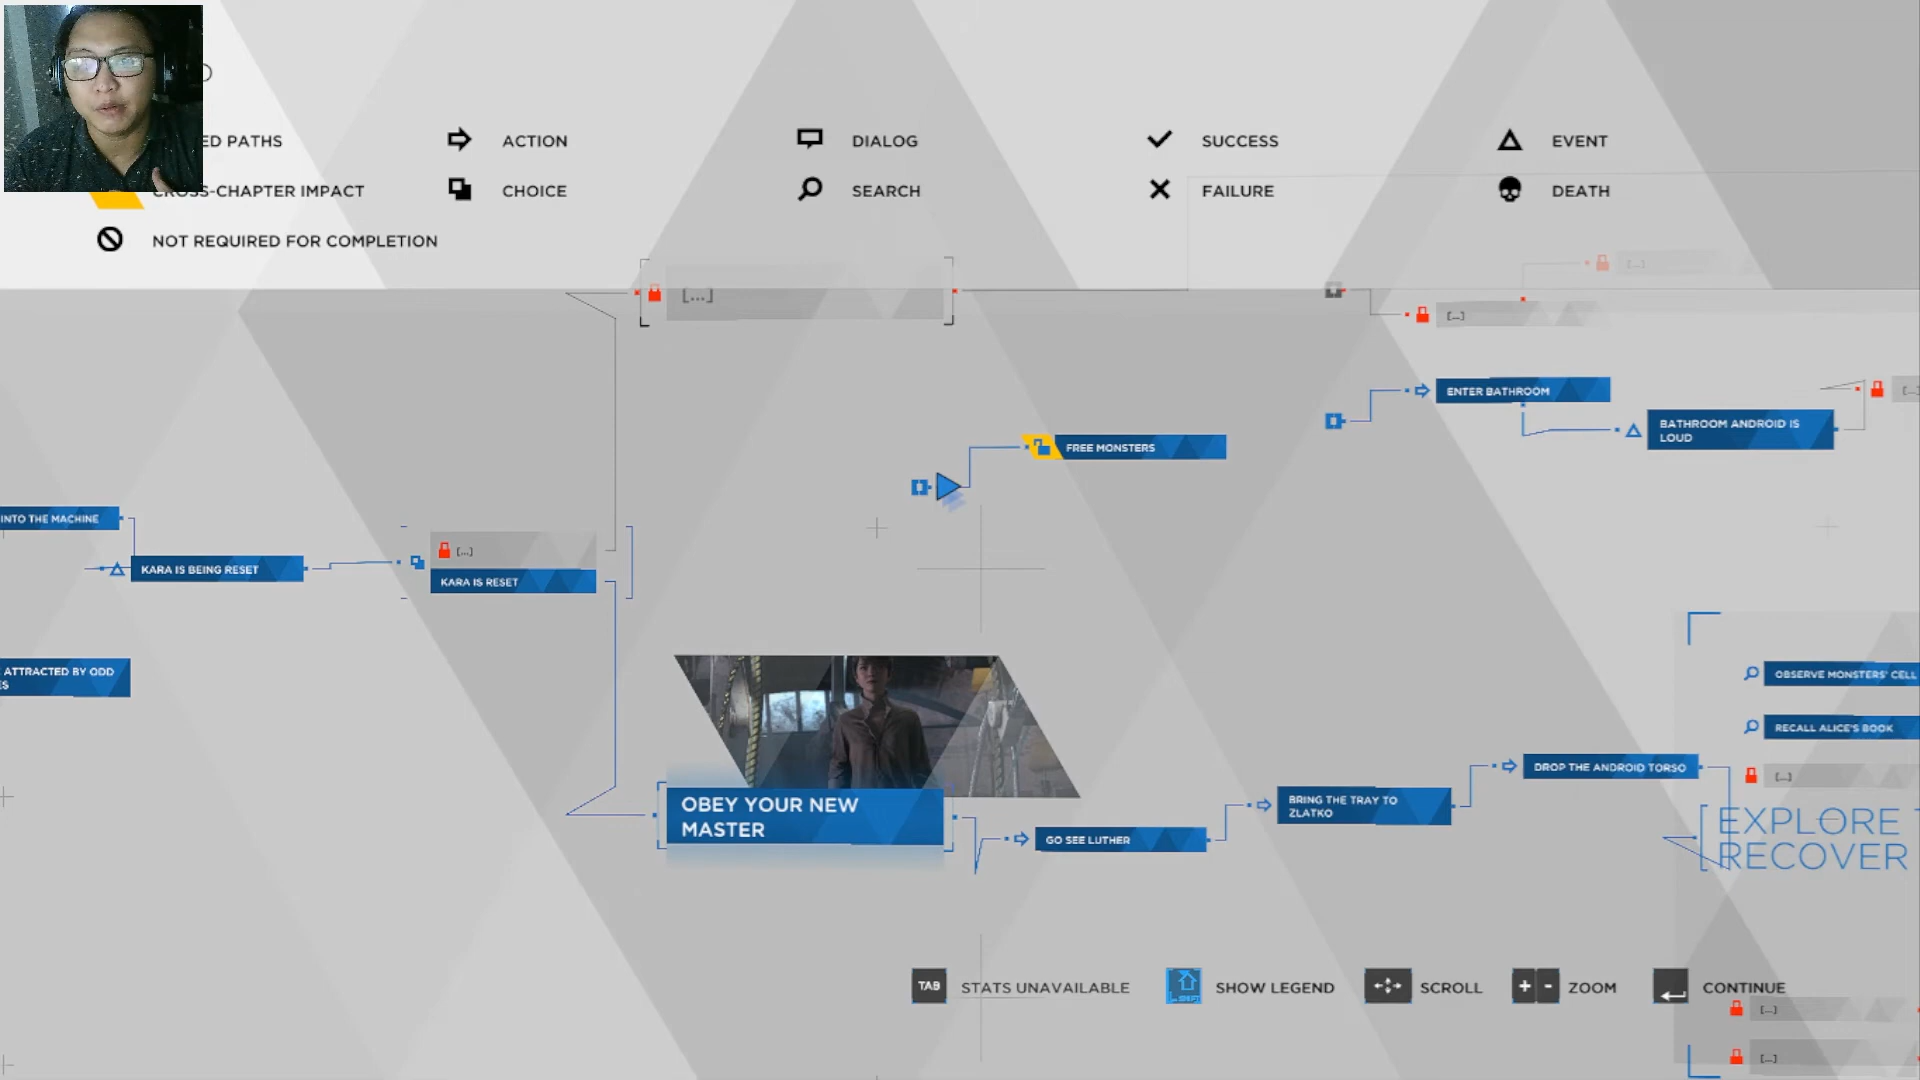 ED PATHS
ACTION
DIALOG
SUCCESS
EVENT
CROSS-CHAPTER IMPACT
CHOICE
SEARCH
FAILURE
DEATH
NOT REQUIRED FOR COMPLETION
[...]
[...]
[...]
ENTER BATHROOM
[...]
BATHROOM ANDROID IS
LOUD
FREE MONSTERS
INTO THE MACHINE
KARA IS BEING RESET
[...]
KARA IS RESET
ATTRACTED BY ODD
ES
OBSERVE MONSTERS' CELL
RECALL ALICE'S BOOK
DROP THE ANDROID TORSO
[...]
BRING THE TRAY TO
ZLATKO
OBEY YOUR NEW
MASTER
GO SEE LUTHER
EXPLORE T
RECOVER
TAB
STATS UNAVAILABLE
SHOW LEGEND
SCROLL
+ -
ZOOM
CONTINUE
[...]
[...]